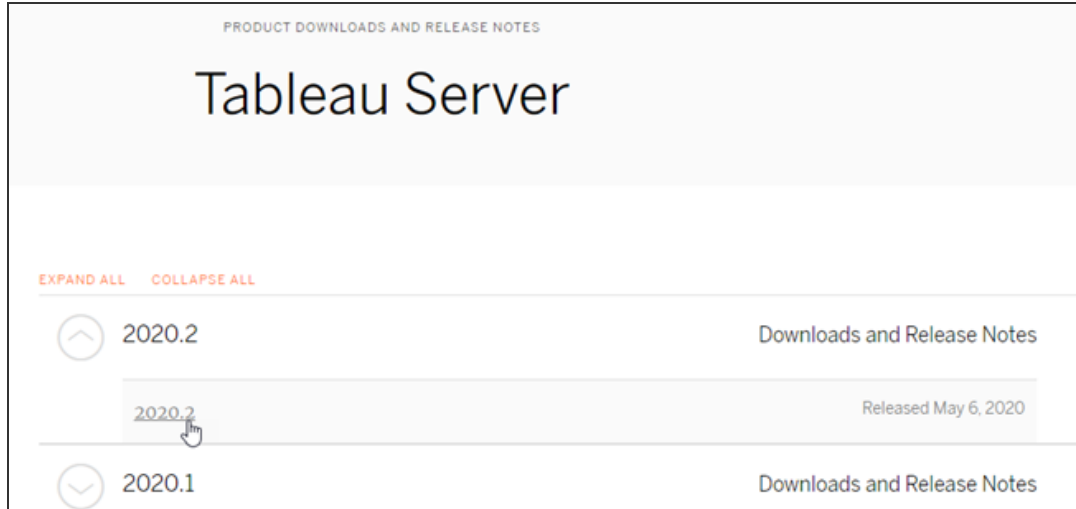 PRODUCT DOWNLOADS AND RELEASE NOTES
Tableau Server
EXPAND ALL COLLAPSE ALL
2020.2 Downloads and Release Notes
2020.2 Released May 6, 2020
2020.1 Downloads and Release Notes